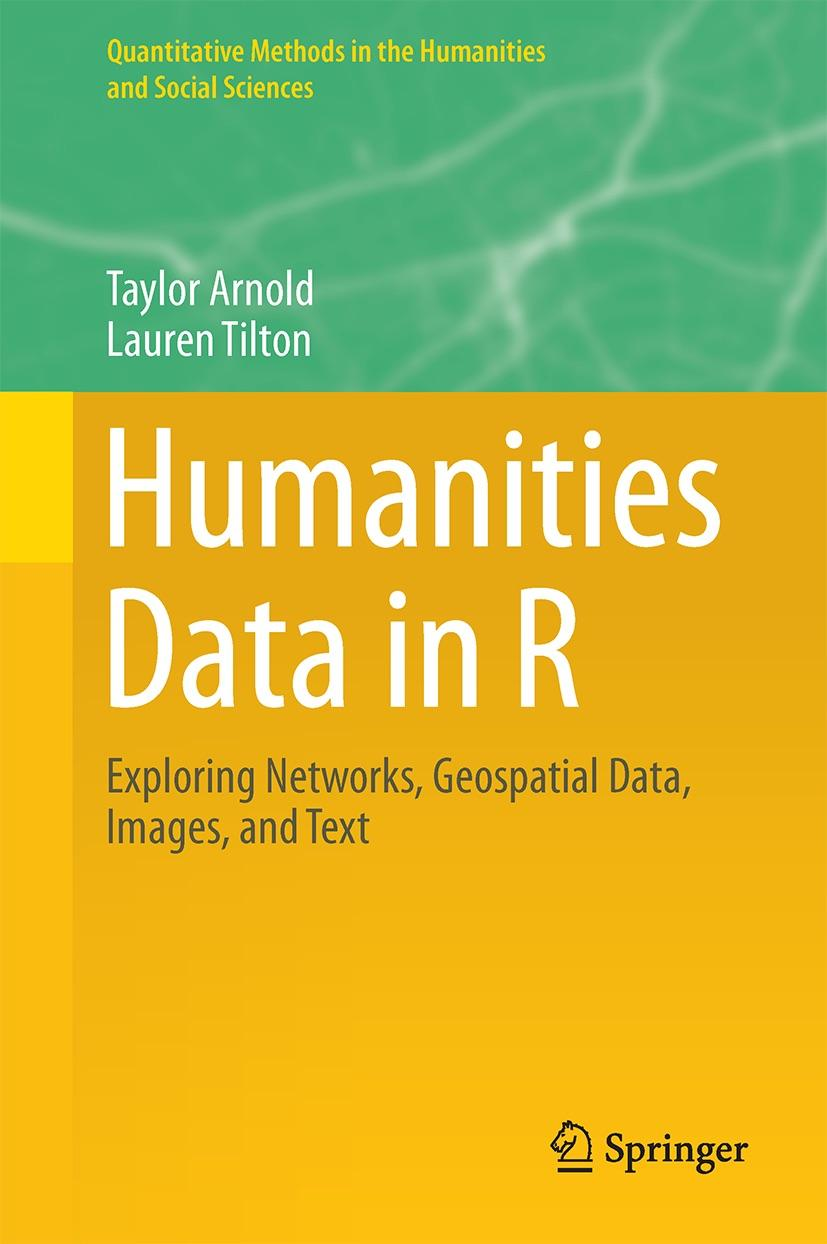 Quantitative Methods in the Humanities
and Social Sciences
Taylor Arnold
Lauren Tilton
Humanities
Data in R
Exploring Networks, Geospatial Data,
Images, and Text
Springer